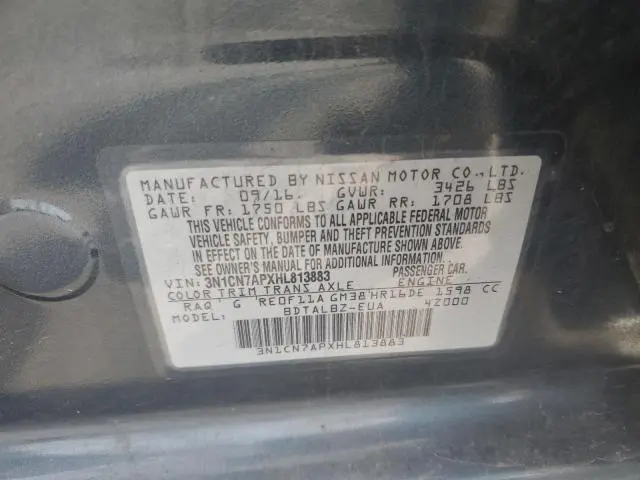 MANUFACTURED BY NISSAN MOTOR CO.,LTD.
DATE: 09/16. GVWR: 3426 LBS
GAWR FR: 1750 LBS GAWR RR: 1708 LBS
THIS VEHICLE CONFORMS TO ALL APPLICABLE FEDERAL MOTOR
VEHICLE SAFETY, BUMPER AND THEFT PREVENTION STANDARDS
IN EFFECT ON THE DATE OF MANUFACTURE SHOWN ABOVE.
SEE OWNER'S MANUAL FOR ADDITIONAL INFORMATION.
VIN: 3N1CN7APXHL813883 PASSENGER CAR.
COLOR TRIM TRANS AXLE ENGINE
RAQ G RE0F11A GM38 HR16DE 1598 CC
MODEL: BDTALBZ-EUA 42000
3N1CN7APXHL813883